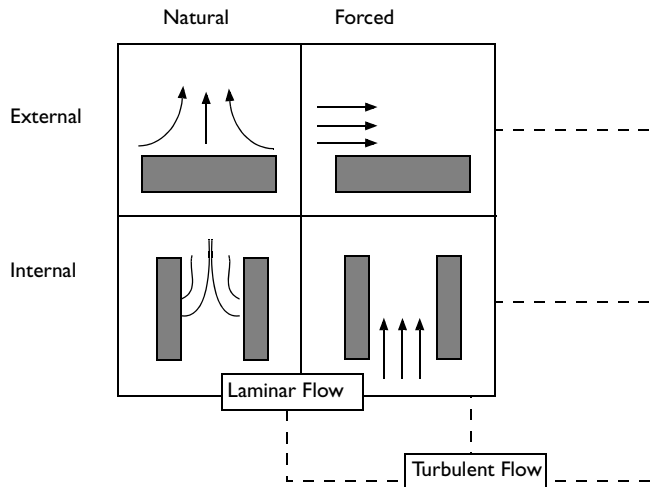 Natural
Forced
External
Internal
Laminar Flow
Turbulent Flow